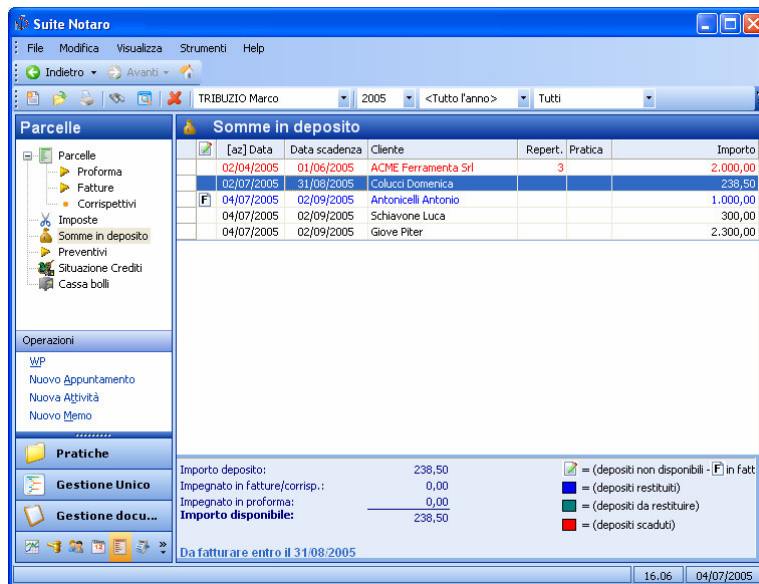 Suite Notaro
File Modifica Visualizza Strumenti Help
Indietro Avanti
TRIBUZIO Marco 2005 <Tutto l'anno> Tutti
Parcelle
Somme in deposito
Parcelle
Proforma
Fatture
Corrispettivi
Imposte
Somme in deposito
Preventivi
Situazione Crediti
Cassa bolli
[az] Data Data scadenza Cliente Repert. Pratica Importo
02/04/2005 01/06/2005 ACME Ferramenta Srl 3 2.000,00
02/07/2005 31/08/2005 Colucci Domenica 238,50
F 04/07/2005 02/09/2005 Antonicelli Antonio 1.000,00
04/07/2005 02/09/2005 Schiavone Luca 300,00
04/07/2005 02/09/2005 Giove Piter 2.300,00
Operazioni
WP
Nuovo Appuntamento
Nuova Attività
Nuovo Memo
Pratiche
Gestione Unico
Gestione docu...
Importo deposito: 238,50
Impegnato in fatture/corrisp.: 0,00
Impegnato in proforma: 0,00
Importo disponibile: 238,50
Da fatturare entro il 31/08/2005
= (depositi non disponibili - F in fatt
= (depositi restituiti)
= (depositi da restituire)
= (depositi scaduti)
16.06 04/07/2005